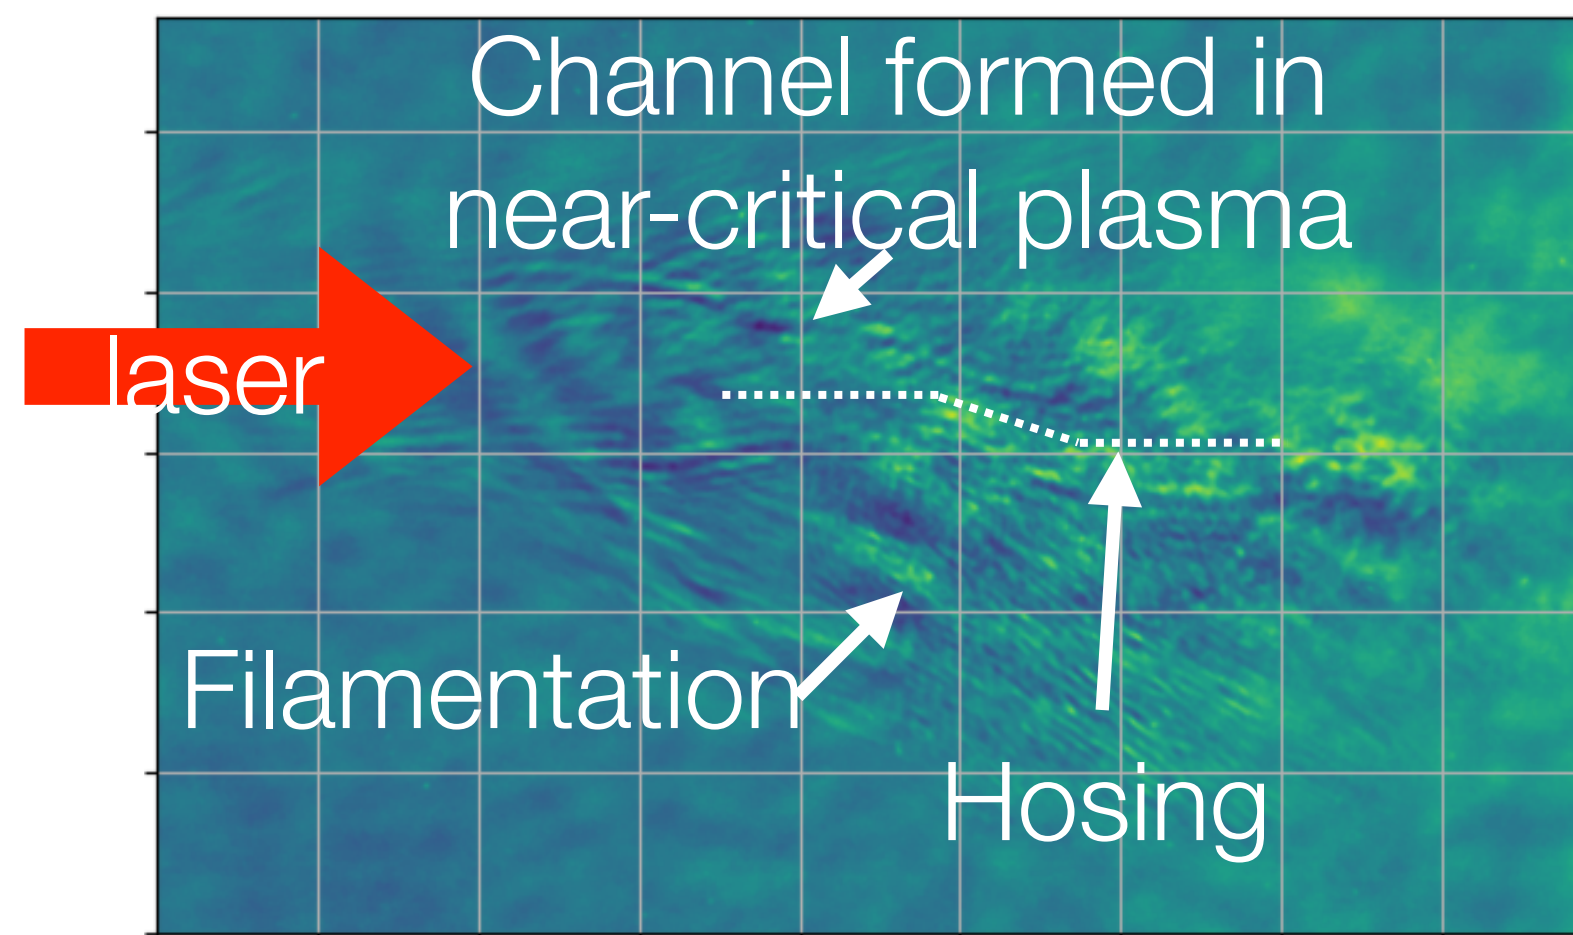 Channel formed in
near-critical plasma
laser
Filamentation
Hosing